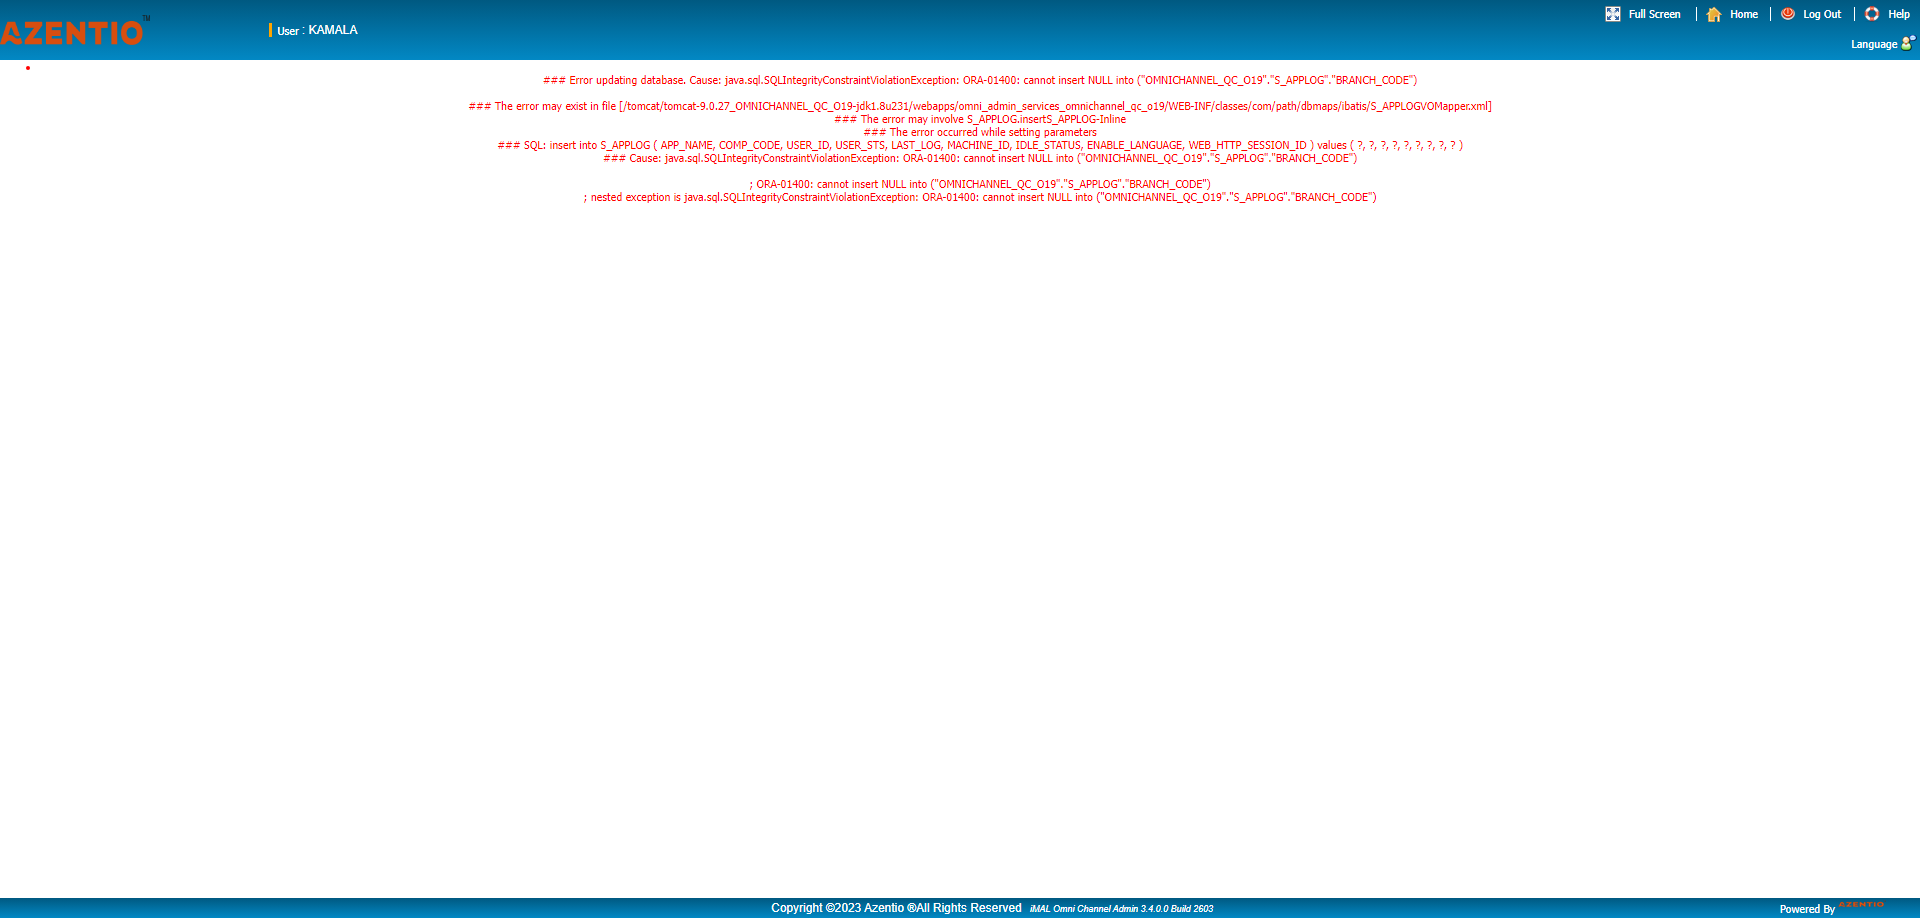 AZENTIO™
User : KAMALA
Full Screen
Home
Log Out
Help
Language
### Error updating database. Cause: java.sql.SQLIntegrityConstraintViolationException: ORA-01400: cannot insert NULL into ("OMNICHANNEL_QC_O19"."S_APPLOG"."BRANCH_CODE")
### The error may exist in file [/tomcat/tomcat-9.0.27_OMNICHANNEL_QC_O19-jdk1.8u231/webapps/omni_admin_services_omnichannel_qc_o19/WEB-INF/classes/com/path/dbmaps/ibatis/S_APPLOGVOMapper.xml]
### The error may involve S_APPLOG.insertS_APPLOG-Inline
### The error occurred while setting parameters
### SQL: insert into S_APPLOG ( APP_NAME, COMP_CODE, USER_ID, USER_STS, LAST_LOG, MACHINE_ID, IDLE_STATUS, ENABLE_LANGUAGE, WEB_HTTP_SESSION_ID ) values ( ?, ?, ?, ?, ?, ?, ?, ?, ? )
### Cause: java.sql.SQLIntegrityConstraintViolationException: ORA-01400: cannot insert NULL into ("OMNICHANNEL_QC_O19"."S_APPLOG"."BRANCH_CODE")
; ORA-01400: cannot insert NULL into ("OMNICHANNEL_QC_O19"."S_APPLOG"."BRANCH_CODE")
; nested exception is java.sql.SQLIntegrityConstraintViolationException: ORA-01400: cannot insert NULL into ("OMNICHANNEL_QC_O19"."S_APPLOG"."BRANCH_CODE")
Copyright ©2023 Azentio ®All Rights Reserved iMAL Omni Channel Admin 3.4.0.0 Build 2603
Powered By AZENTIO